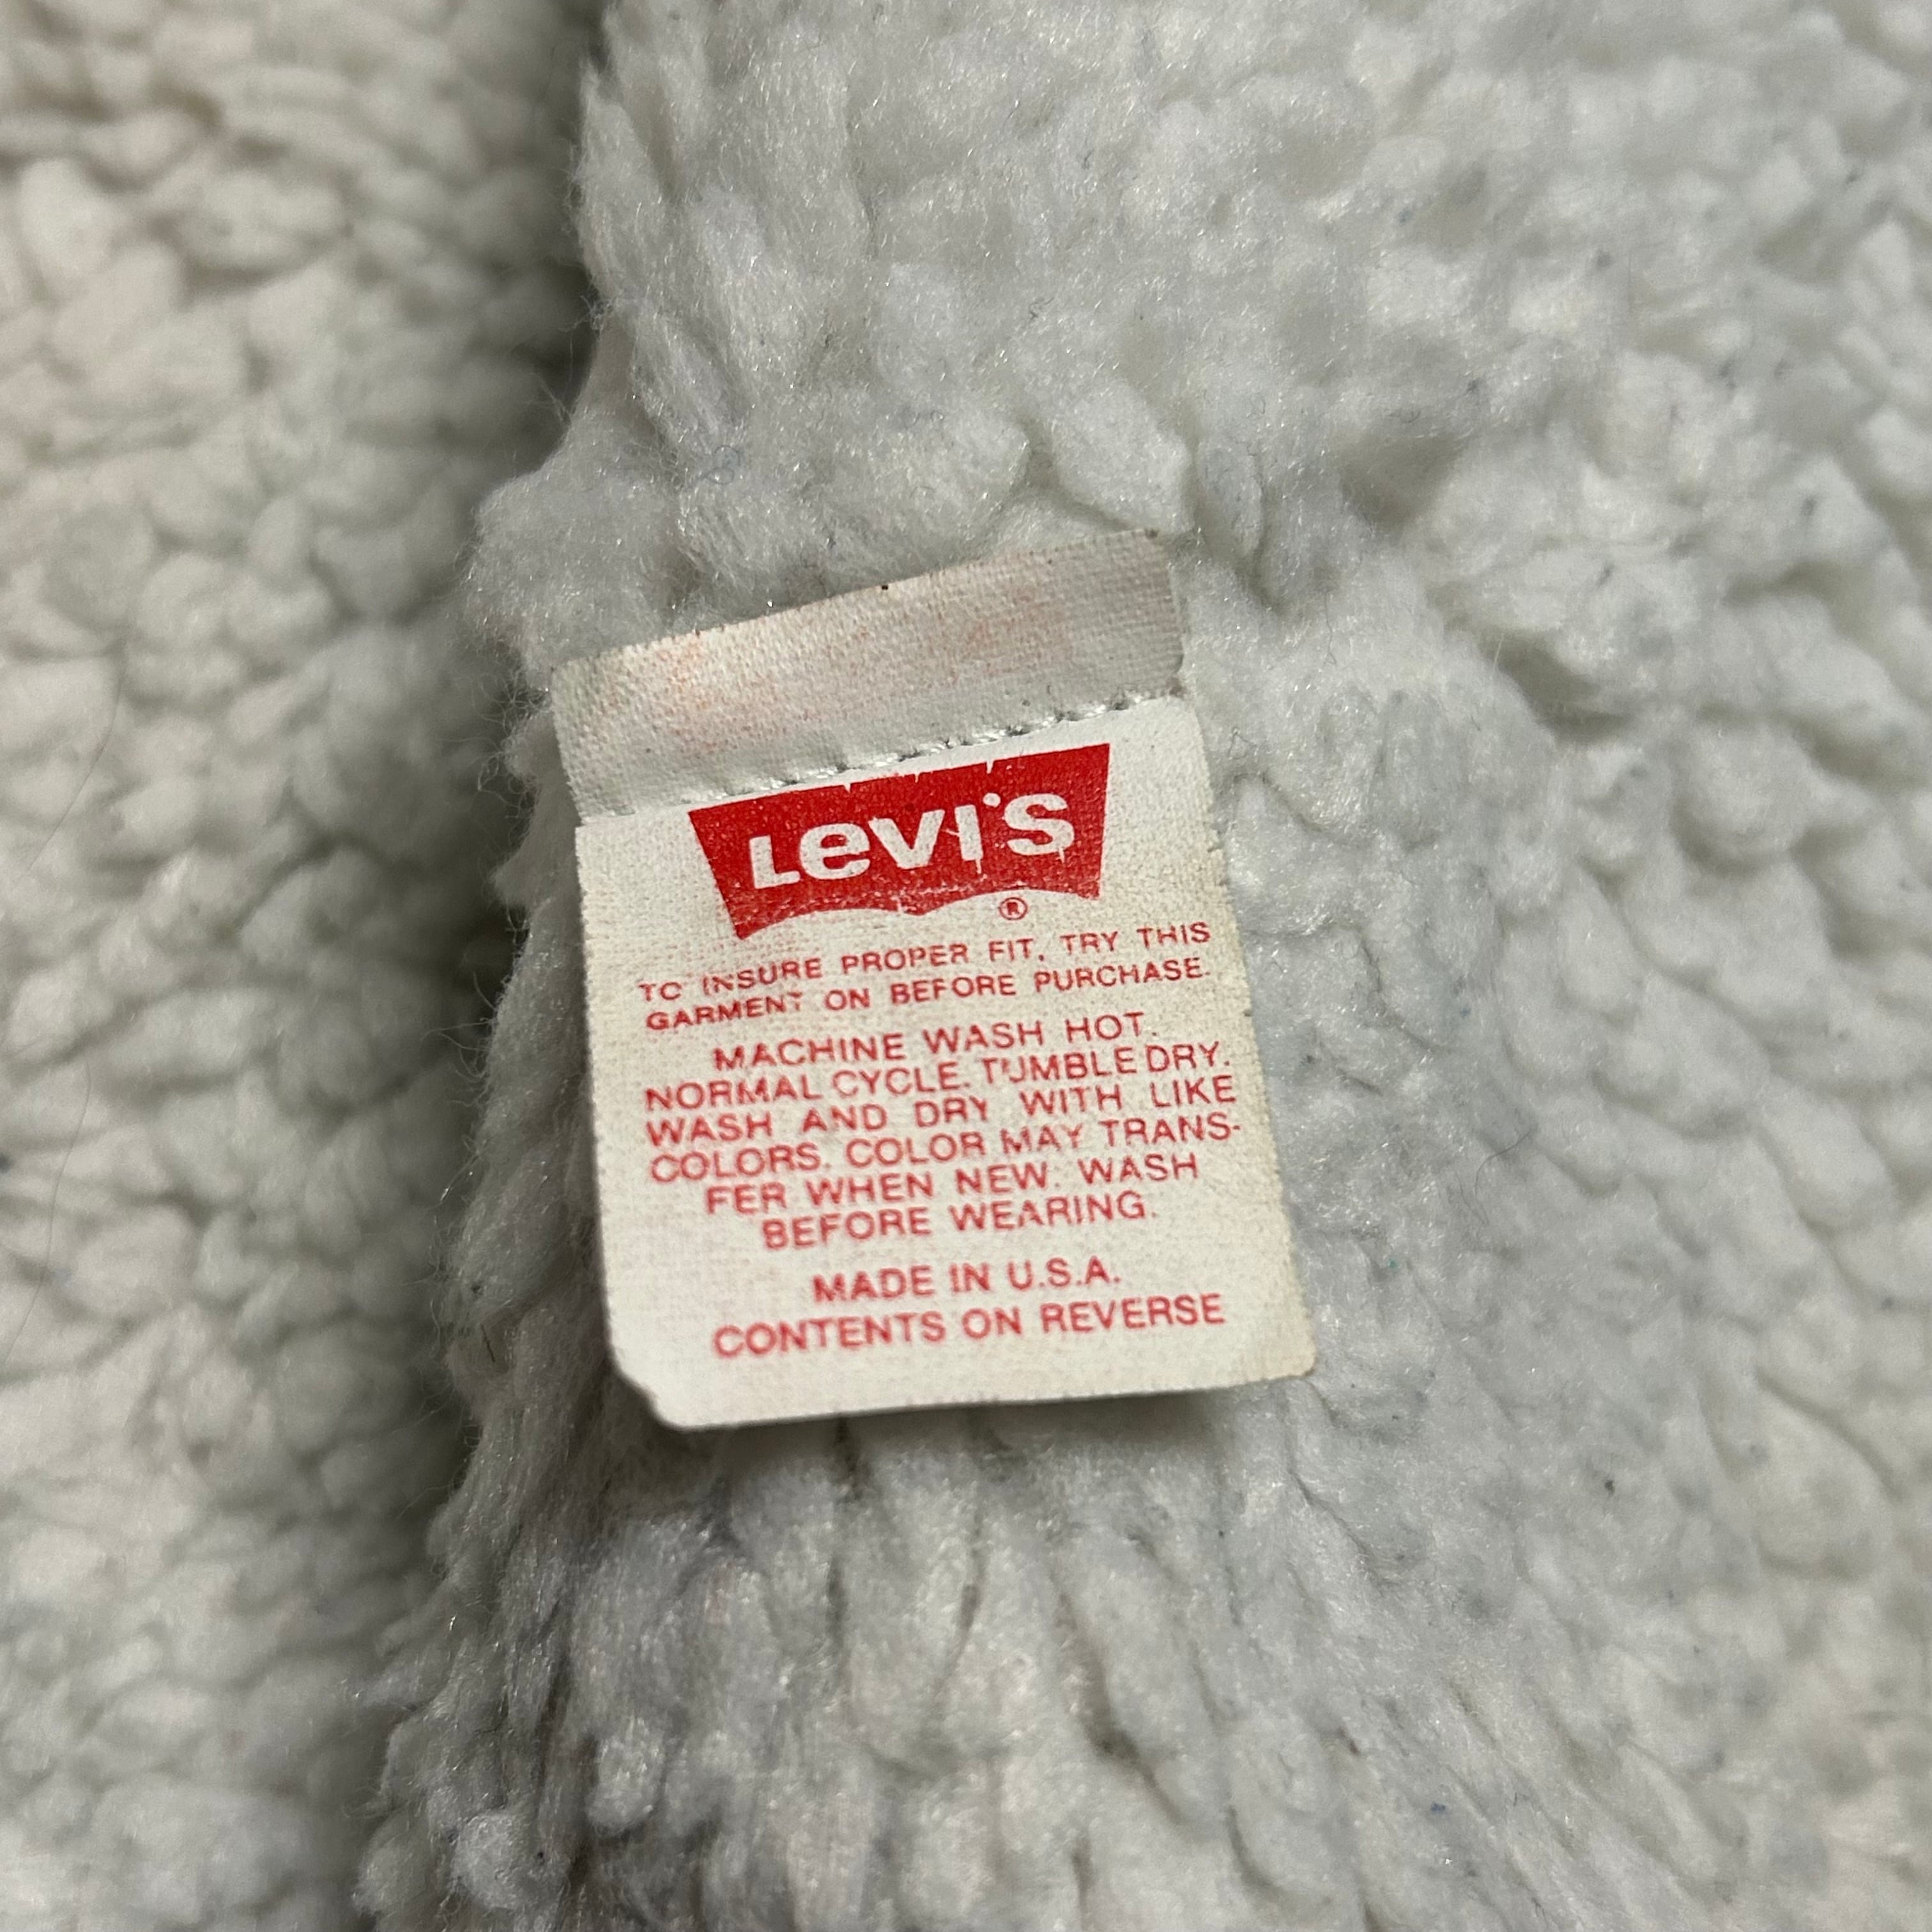 Levi's
®
TO INSURE PROPER FIT, TRY THIS
GARMENT ON BEFORE PURCHASE.
MACHINE WASH HOT.
NORMAL CYCLE. TUMBLE DRY.
WASH AND DRY WITH LIKE
COLORS. COLOR MAY TRANS-
FER WHEN NEW. WASH
BEFORE WEARING.
MADE IN U.S.A.
CONTENTS ON REVERSE